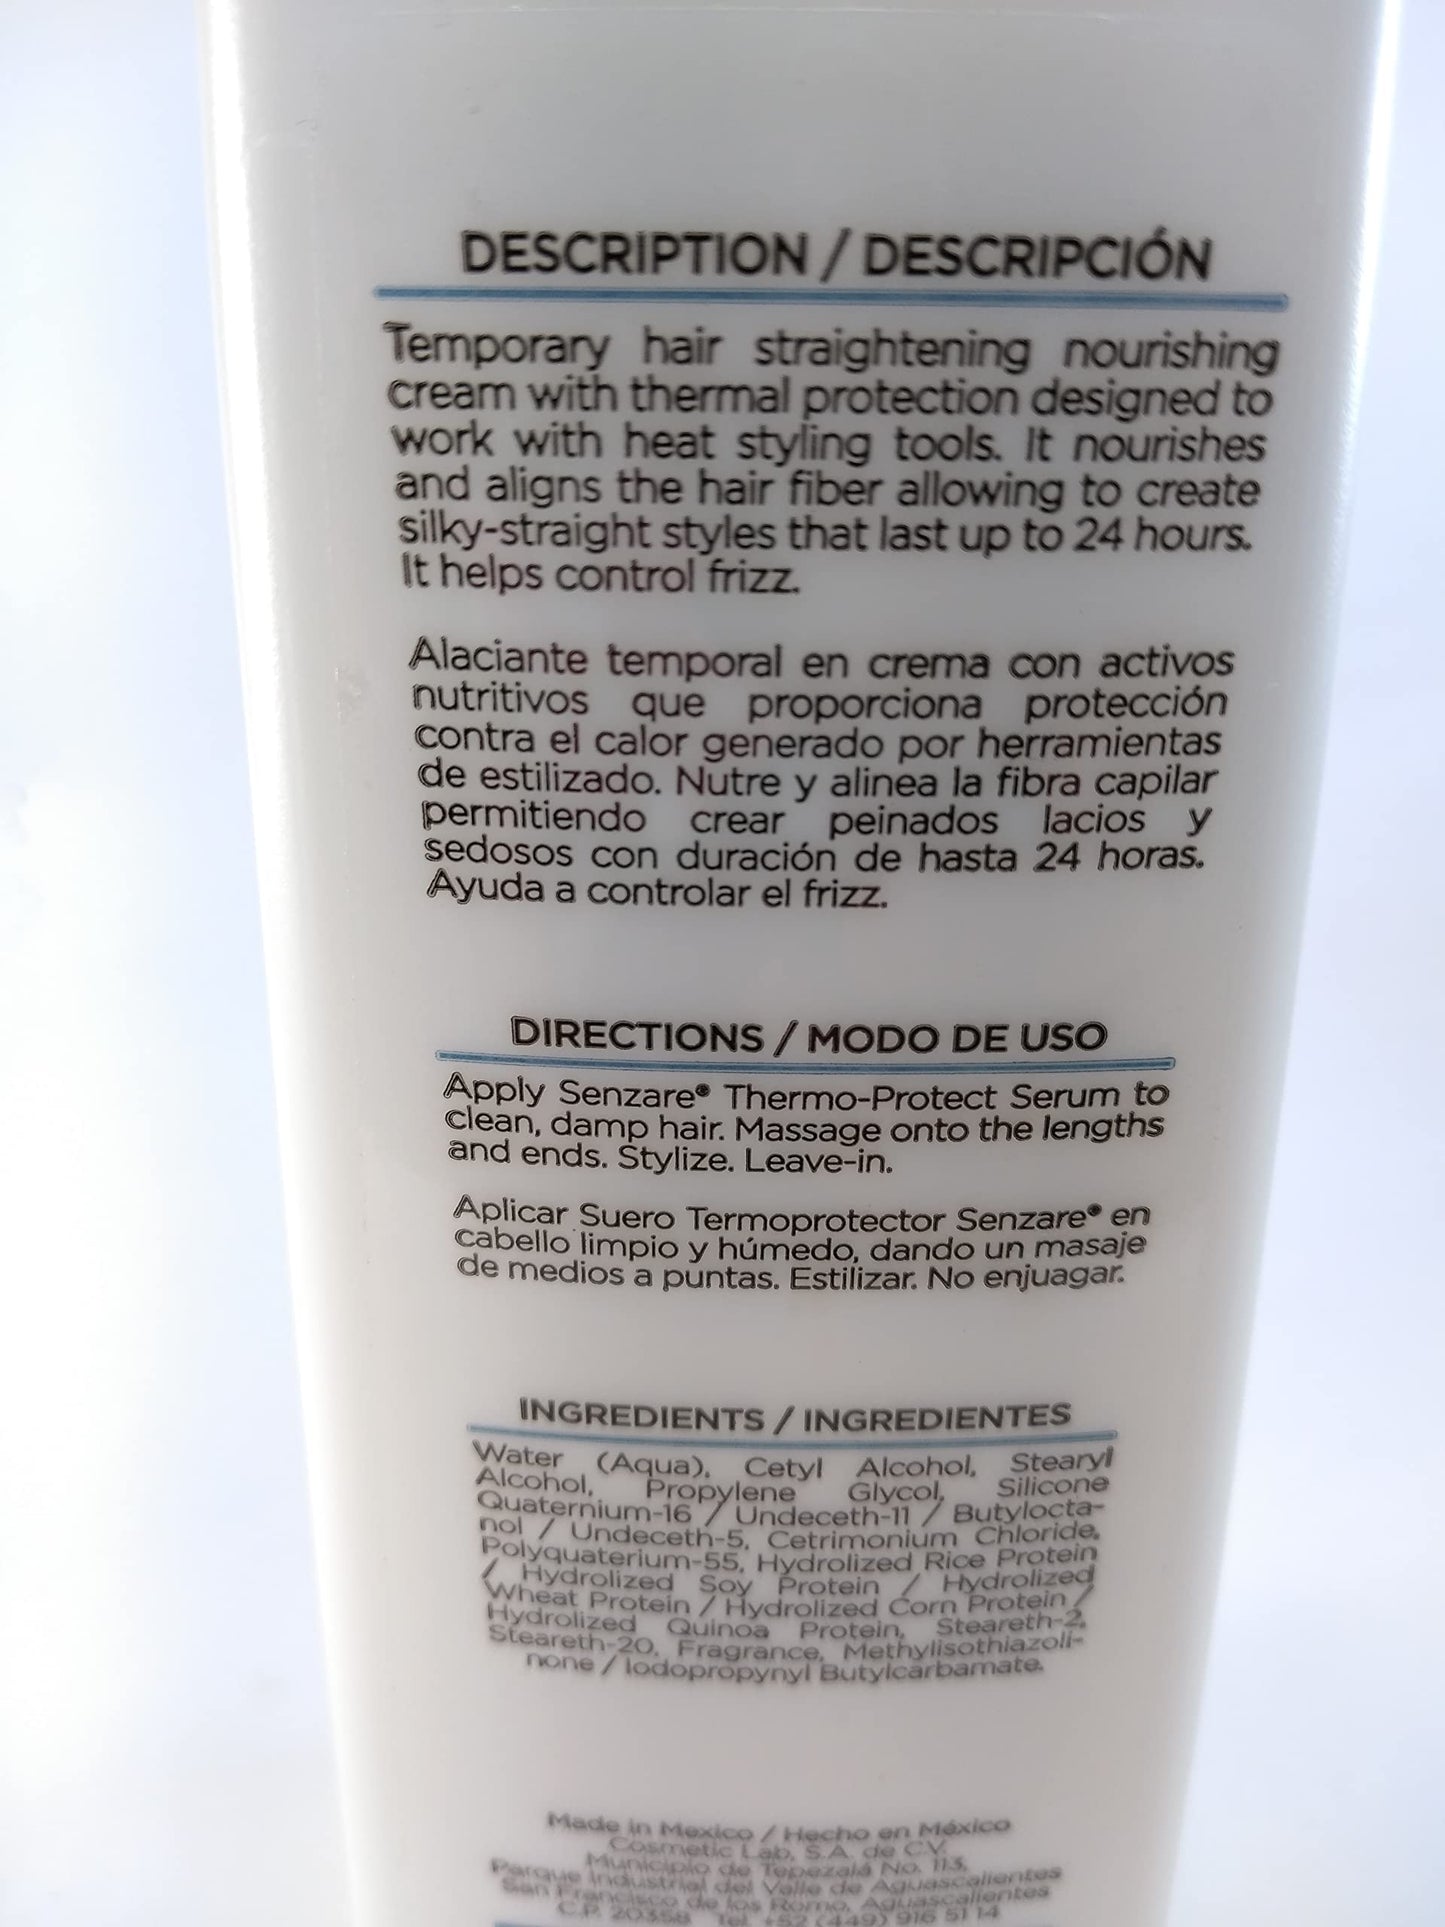 DESCRIPTION / DESCRIPCIÓN
Temporary hair straightening nourishing
cream with thermal protection designed to
work with heat styling tools. It nourishes
and aligns the hair fiber allowing to create
silky-straight styles that last up to 24 hours.
It helps control frizz.
Alaciante temporal en crema con activos
nutritivos que proporciona protección
contra el calor generado por herramientas
de estilizado. Nutre y alinea la fibra capilar
permitiendo crear peinados lacios y
sedosos con duración de hasta 24 horas.
Ayuda a controlar el frizz.
DIRECTIONS / MODO DE USO
Apply Senzare® Thermo-Protect Serum to
clean, damp hair. Massage onto the lengths
and ends. Stylize. Leave-in.
Aplicar Suero Termoprotector Senzare® en
cabello limpio y húmedo, dando un masaje
de medios a puntas. Estilizar. No enjuagar.
INGREDIENTS / INGREDIENTES
Water (Aqua), Cetyl Alcohol, Stearyl
Alcohol, Propylene Glycol, Silicone
Quaternium-16 / Undeceth-11 / Butylocta-
nol / Undeceth-5, Cetrimonium Chloride,
Polyquaterium-55, Hydrolized Rice Protein
/ Hydrolized Soy Protein / Hydrolized
Wheat Protein / Hydrolized Corn Protein /
Hydrolized Quinoa Protein, Steareth-2,
Steareth-20, Fragrance, Methylisothiazoli-
none / Iodopropynyl Butylcarbamate.
Made in Mexico / Hecho en México
Cosmetic Lab, S.A. de C.V.
Municipio de Tepezalá No. 113,
Parque Industrial del Valle de Aguascalientes
San Francisco de los Romo, Aguascalientes
C.P. 20358 Tel. +52 (449) 916 51 14